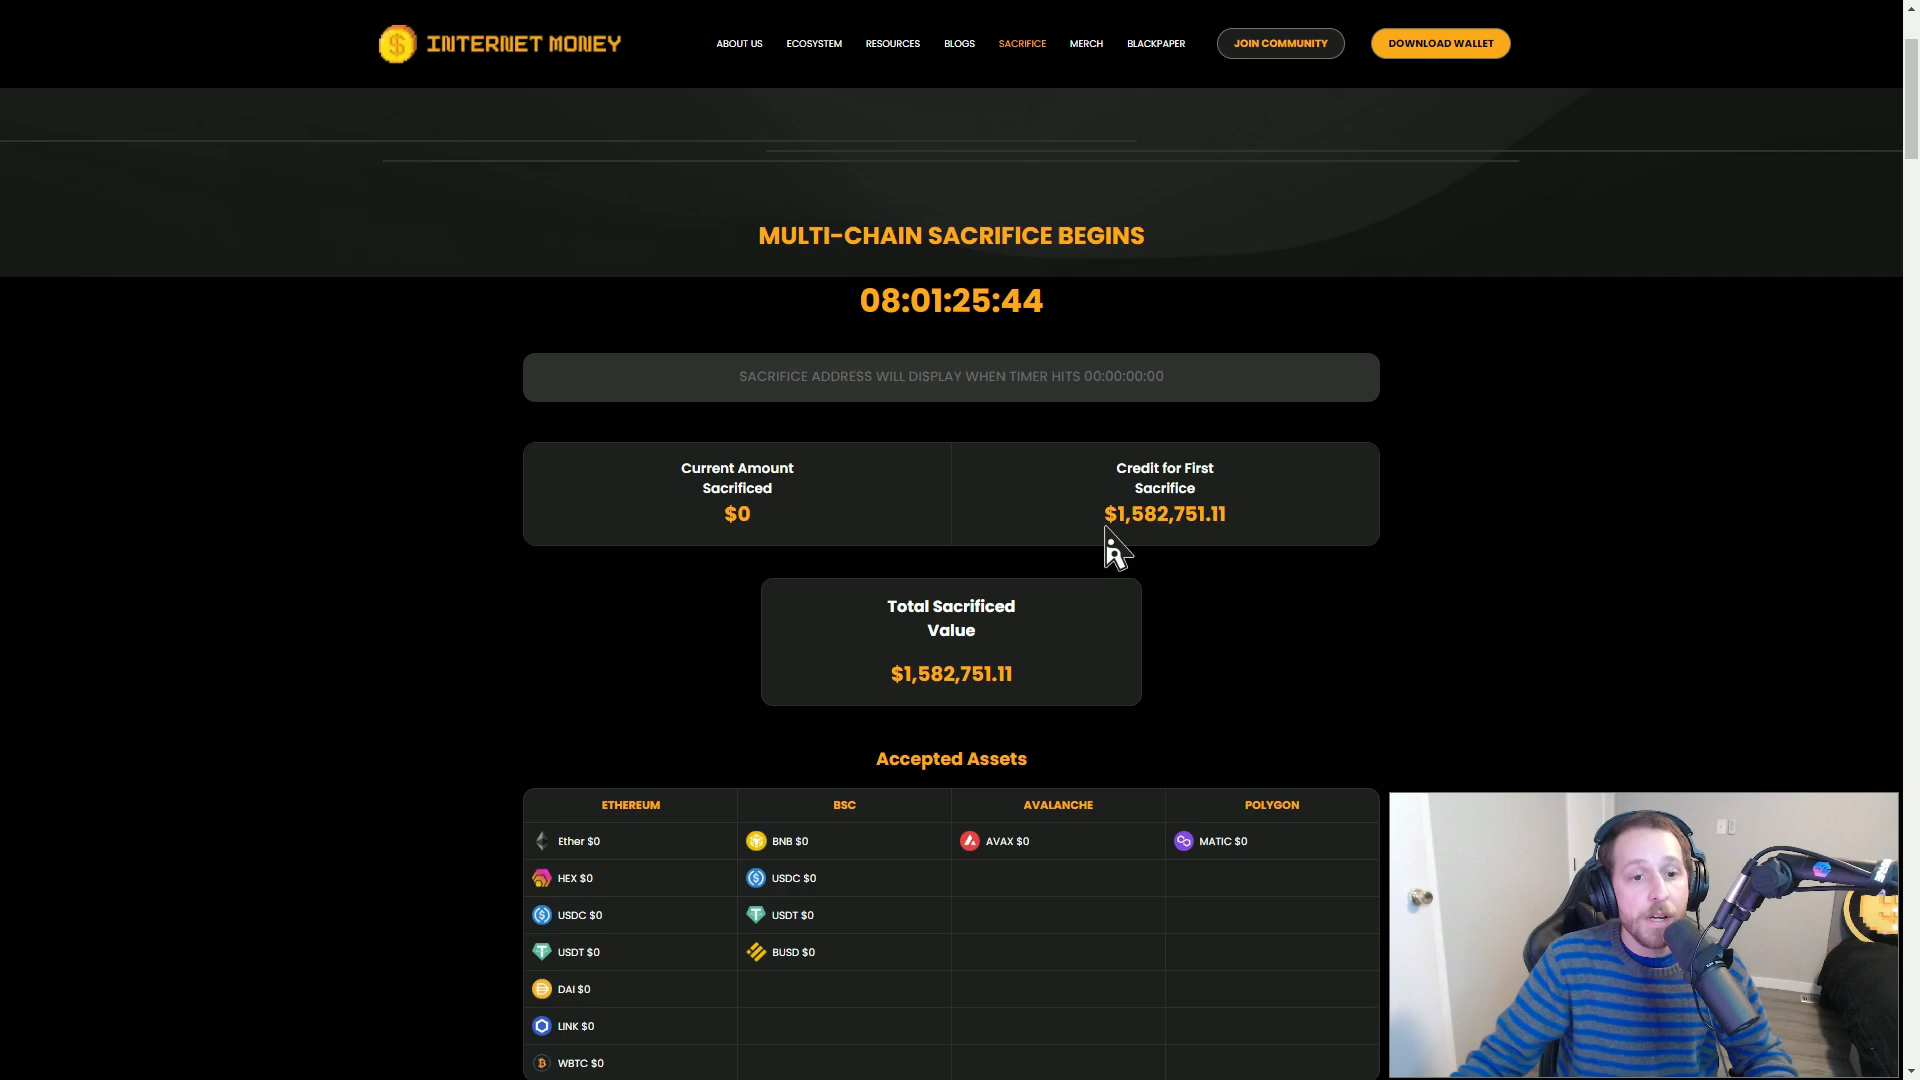 INTERNET MONEY
ABOUT US
ECOSYSTEM
RESOURCES
BLOGS
SACRIFICE
MERCH
BLACKPAPER
JOIN COMMUNITY
DOWNLOAD WALLET
MULTI-CHAIN SACRIFICE BEGINS
08:01:25:44
SACRIFICE ADDRESS WILL DISPLAY WHEN TIMER HITS 00:00:00:00
Current Amount
Sacrificed
$0
Credit for First
Sacrifice
$1,582,751.11
Total Sacrificed
Value
$1,582,751.11
Accepted Assets
ETHEREUM
BSC
AVALANCHE
POLYGON
Ether $0
BNB $0
AVAX $0
MATIC $0
HEX $0
USDC $0
USDC $0
USDT $0
USDT $0
BUSD $0
DAI $0
LINK $0
WBTC $0